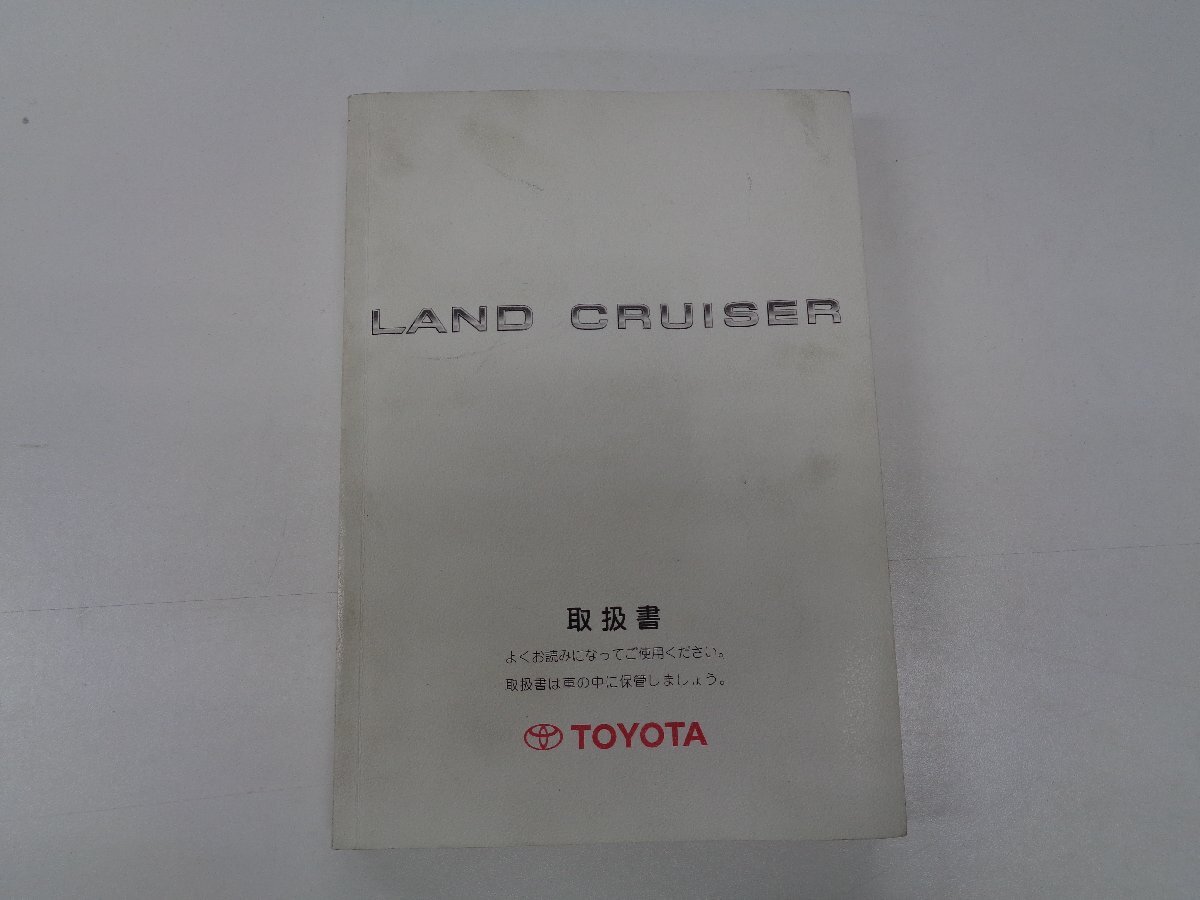 LAND CRUISER
取扱書
よくお読みになってご使用ください。
取扱書は車の中に保管しましょう。
TOYOTA